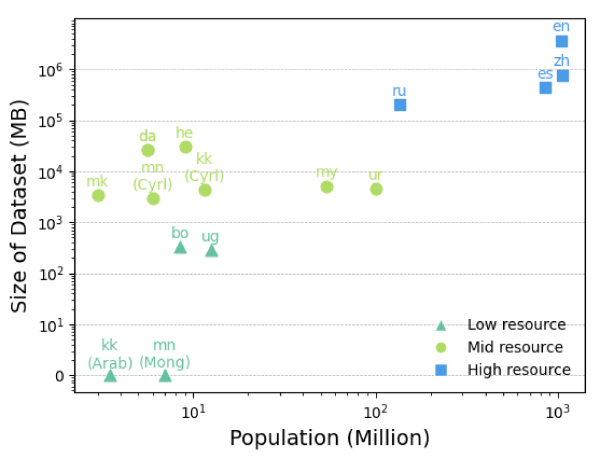 en
zh
es
10⁶
ru
10⁵
da
he
mn
(Cyrl)
kk
(Cyrl)
mk
my
ur
10⁴
10³
bo
ug
10²
10¹
kk
(Arab)
mn
(Mong)
0
Low resource
Mid resource
High resource
10¹
10²
10³
Size of Dataset (MB)
Population (Million)